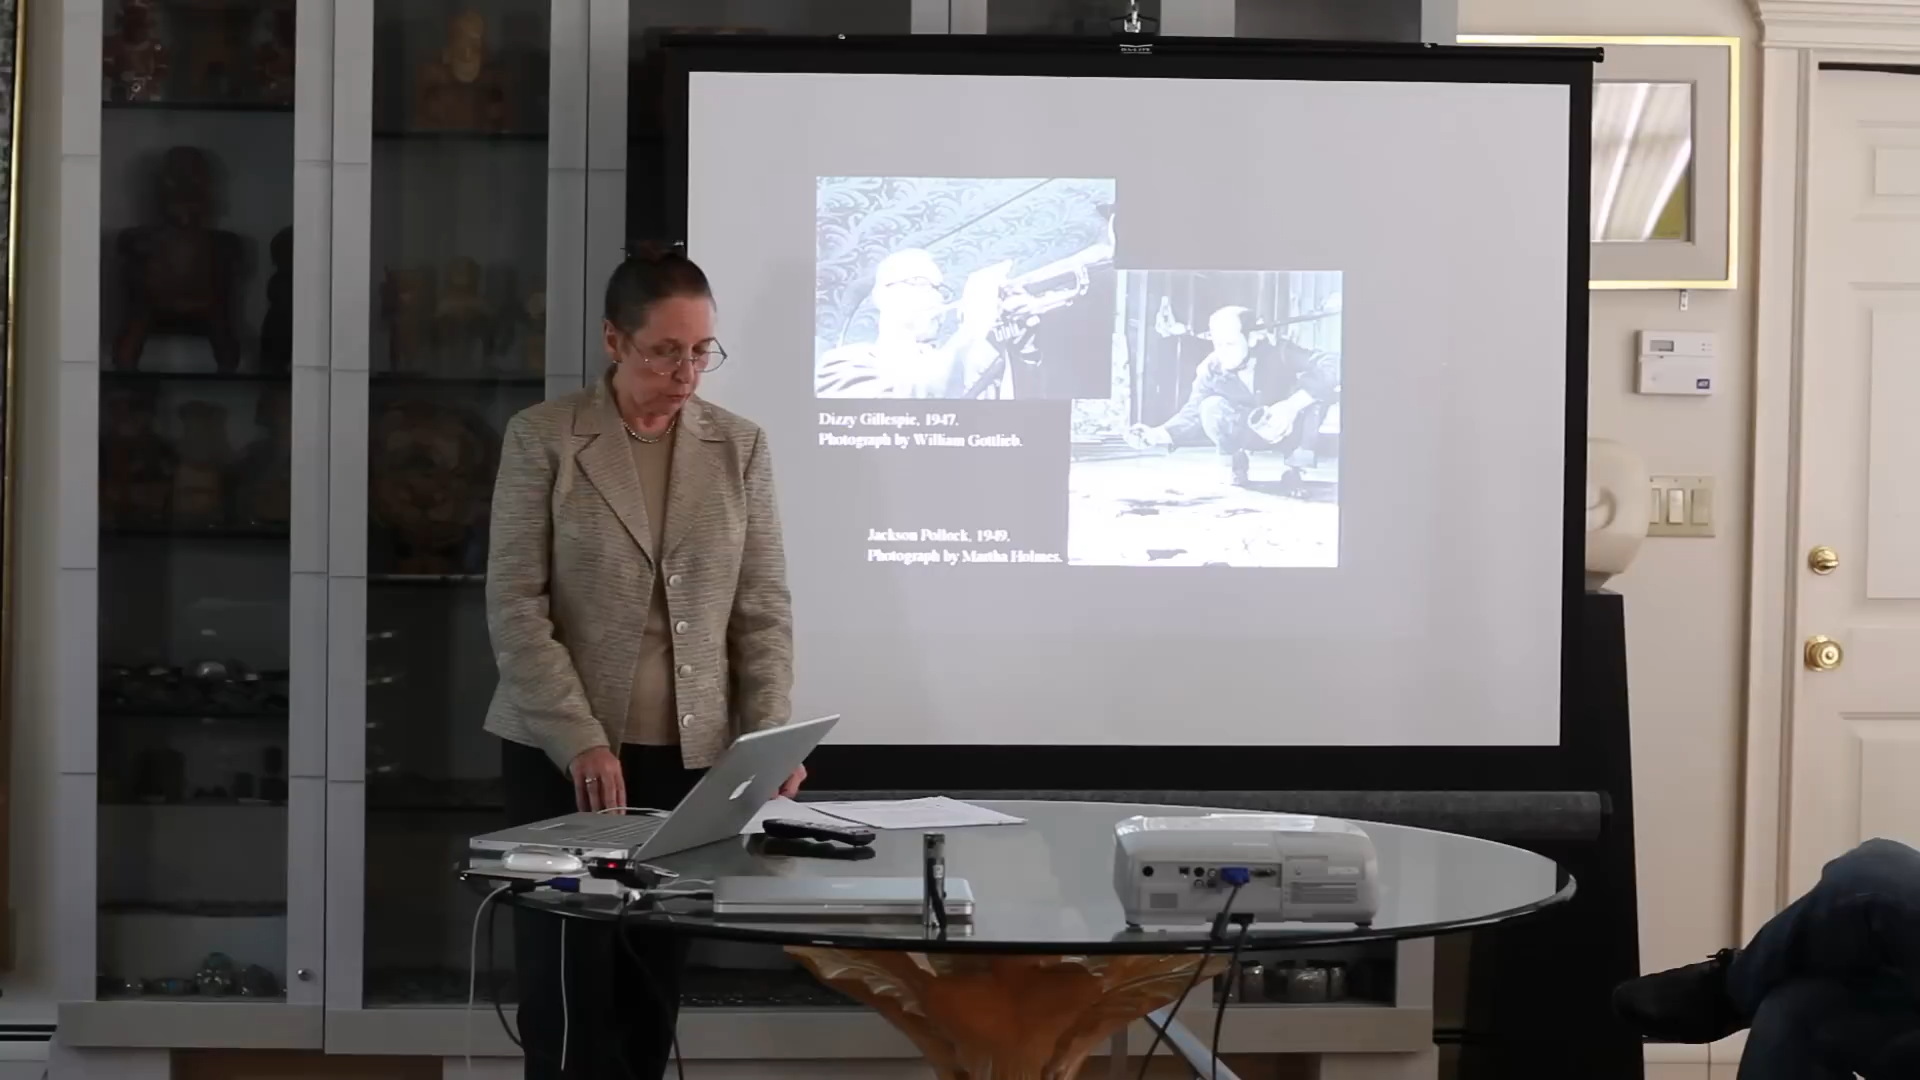 Dizzy Gillespie, 1947.
Photograph by William Gottlieb.
Jackson Pollock, 1949.
Photograph by Martha Holmes.